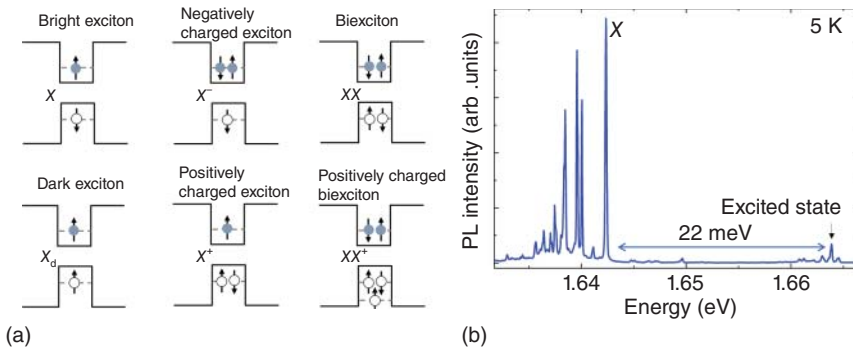 Bright exciton
Negatively
charged exciton
Biexciton
X
X⁻
XX
Dark exciton
Positively
charged exciton
Positively charged
biexciton
X_d
X⁺
XX⁺
(a)
X
5 K
PL intensity (arb .units)
Excited state
22 meV
1.64
1.65
1.66
Energy (eV)
(b)